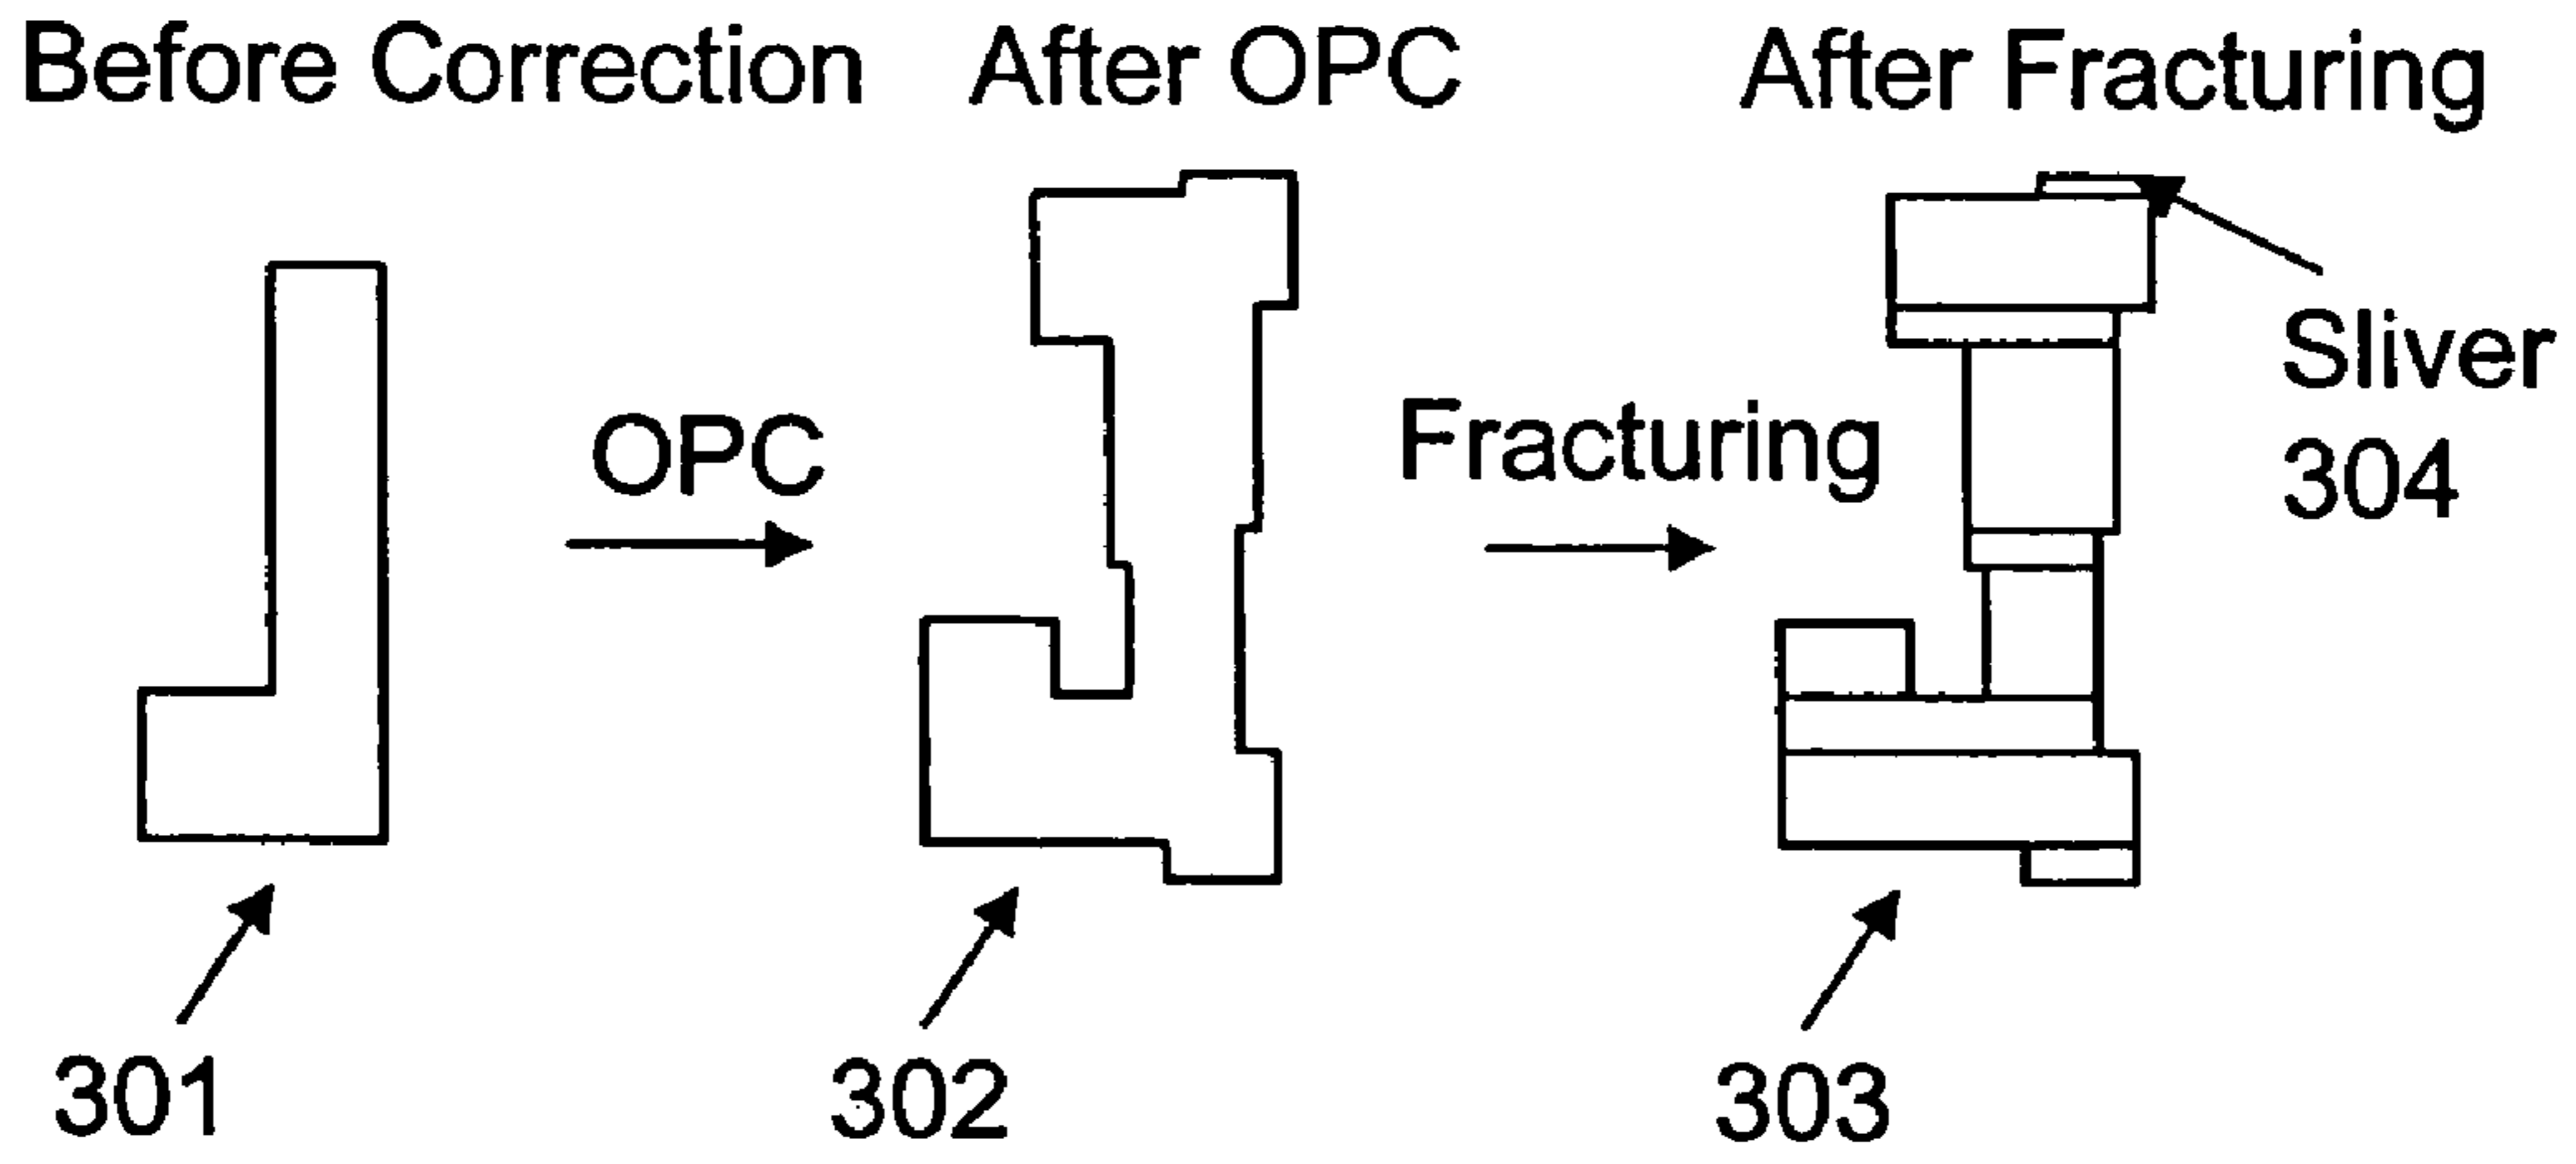 Before Correction
After OPC
After Fracturing
OPC
Fracturing
Sliver
304
301
302
303